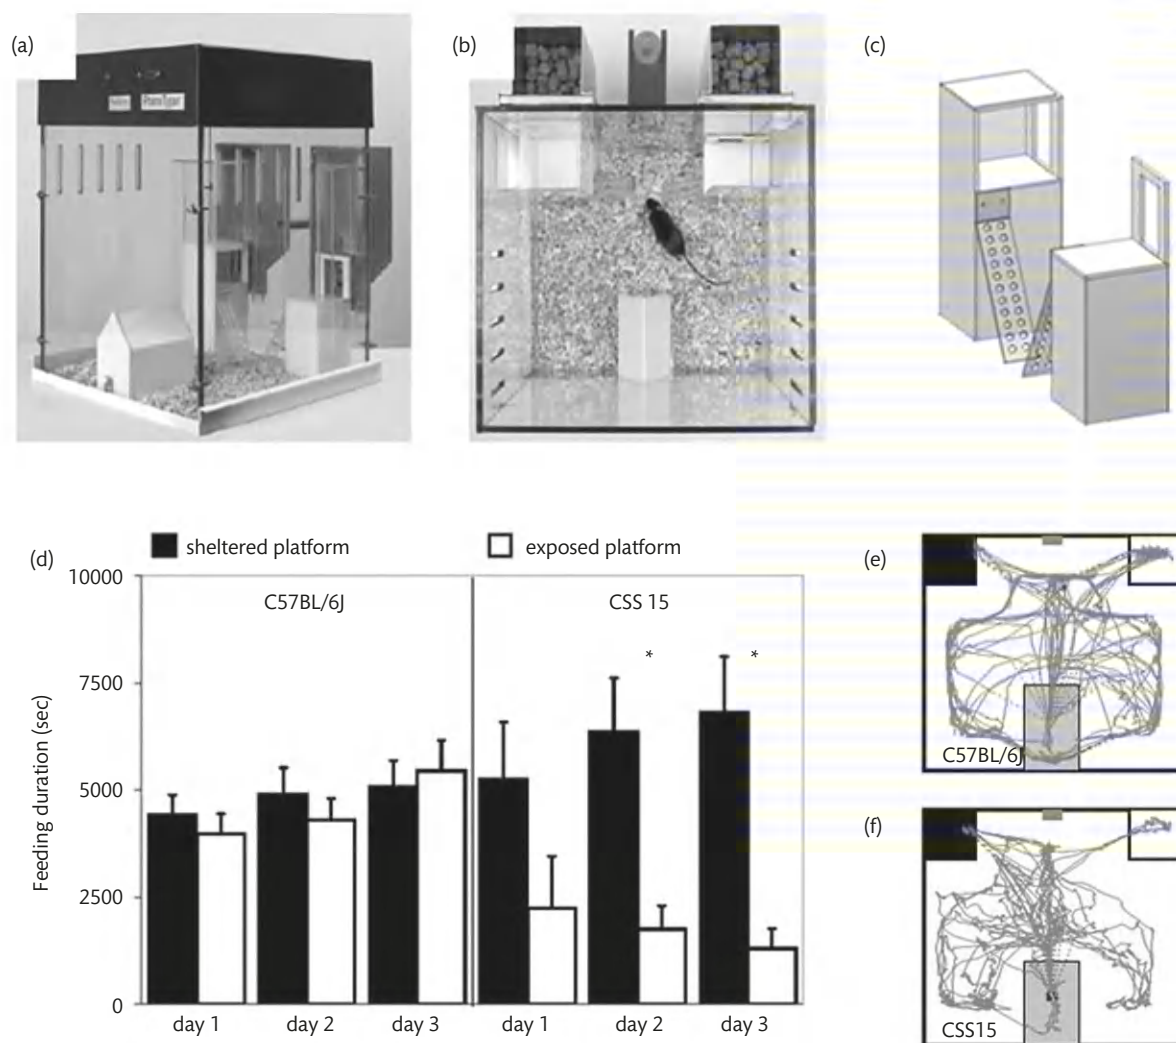 (a)
(b)
(c)
PhenoTyper
(d)
sheltered platform
exposed platform
10000
7500
5000
2500
0
Feeding duration (sec)
C57BL/6J
CSS 15
*
*
day 1
day 2
day 3
day 1
day 2
day 3
(e)
C57BL/6J
(f)
CSS15